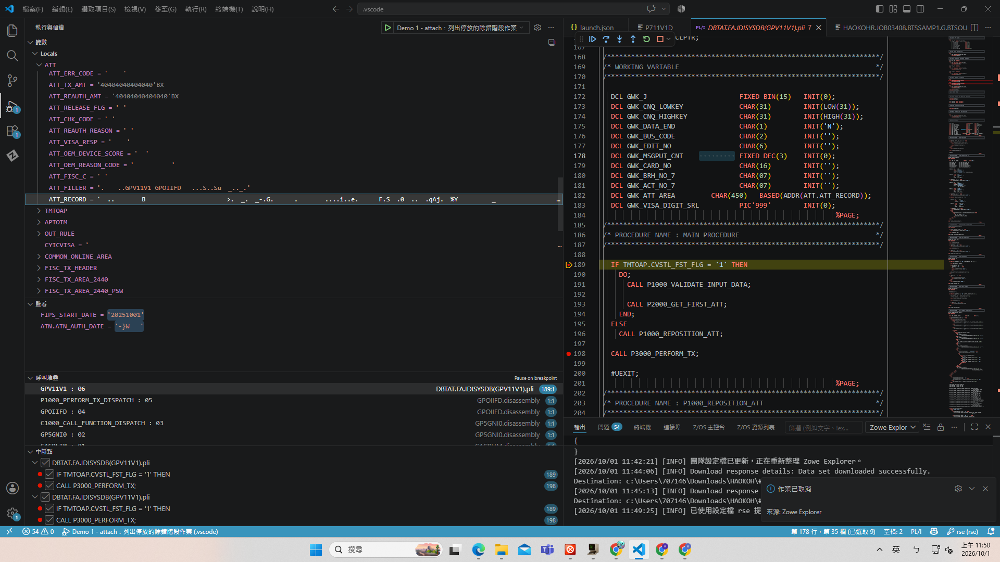 檔案(F) 編輯(E) 選取項目(S) 檢視(V) 移至(G) 執行(R) 終端機(T) 說明(H)
.vscode
執行與偵錯
Demo 1 - attach：列出停放的除錯階段作業
變數
Locals
ATT
ATT_ERR_CODE = '    '
ATT_TX_AMT = '40404040404040'BX
ATT_REAUTH_AMT = '40404040404040'BX
ATT_RELEASE_FLG = ' '
ATT_CHK_CODE = ' '
ATT_REAUTH_REASON = ' '
ATT_VISA_RESP = '    '
ATT_OEM_DEVICE_SCORE = '  '
ATT_OEM_REASON_CODE = '          '
ATT_FISC_C = ' '
ATT_FILLER = '.   ..GPV11V1 GPOIIFD   ...S..Su  _.._.'
ATT_RECORD = '  ..       B                      >.  _.  _-.G.      .       ....i..e.     F.S  .0  ..  .qAj.  %Y         _ …
TMTOAP
APTOTM
OUT_RULE
CYICVISA = ' …
COMMON_ONLINE_AREA
FISC_TX_HEADER
FISC_TX_AREA_2440
FISC_TX_AREA_2440_PSW
監看
FIPS_START_DATE = '20251001'
ATN.ATN_AUTH_DATE = '-}W   '
呼叫堆疊 Pause on breakpoint
GPV11V1 : 06 DBTAT.FA.IDISYSDB(GPV11V1).pli 189:1
P1000_PERFORM_TX_DISPATCH : 05 GPOIIFD.disassembly 1:1
GPOIIFD : 04 GPOIIFD.disassembly 1:1
C1000_CALL_FUNCTION_DISPATCH : 03 GP5GNI0.disassembly 1:1
GP5GNI0 : 02 GP5GNI0.disassembly 1:1
中斷點
DBTAT.FA.IDISYSDB(GPV11V1).pli
IF TMTOAP.CVSTL_FST_FLG = '1' THEN 189
CALL P3000_PERFORM_TX; 198
DBTAT.FA.IDISYSDB(GPV11V1).pli
IF TMTOAP.CVSTL_FST_FLG = '1' THEN 189
CALL P3000_PERFORM_TX; 198
launch.json P711V1D PL/I DBTAT.FA.IDISYSDB(GPV11V1).pli 7 HAOKOHR.JOB03408.BTSSAMP1.G.BTSOU
167 CLPTR;
168 /********************************************************************/
169 /* WORKING VARIABLE */
170 /********************************************************************/
171
172 DCL GWK_J FIXED BIN(15) INIT(0);
173 DCL GWK_CNQ_LOWKEY CHAR(31) INIT(LOW(31));
174 DCL GWK_CNQ_HIGHKEY CHAR(31) INIT(HIGH(31));
175 DCL GWK_DATA_END CHAR(1) INIT('N');
176 DCL GWK_BUS_CODE CHAR(2) INIT('');
177 DCL GWK_EDIT_NO CHAR(6) INIT('');
178 DCL GWK_MSGPUT_CNT ········· FIXED DEC(3) INIT(0);
179 DCL GWK_CARD_NO CHAR(16) INIT('');
180 DCL GWK_BRH_NO_7 CHAR(07) INIT('');
181 DCL GWK_ACT_NO_7 CHAR(07) INIT('');
182 DCL GWK_ATT_AREA CHAR(450) BASED(ADDR(ATT.ATT_RECORD));
183 DCL GWK_VISA_DIGIT_SRL PIC'999' INIT(0);
184 %PAGE;
185 /********************************************************************/
186 /* PROCEDURE NAME : MAIN PROCEDURE */
187 /********************************************************************/
188
189 IF TMTOAP.CVSTL_FST_FLG = '1' THEN
190 DO;
191 CALL P1000_VALIDATE_INPUT_DATA;
192
193 CALL P2000_GET_FIRST_ATT;
194 END;
195 ELSE
196 CALL P1000_REPOSITION_ATT;
197
198 CALL P3000_PERFORM_TX;
199
200 #UEXIT;
201 %PAGE;
202 /********************************************************************/
203 /* PROCEDURE NAME : P1000_REPOSITION_ATT */
204 /********************************************************************/
輸出 問題 54 終端機 連接埠 Z/OS 主控台 Z/OS 資源列表 篩選 (例如文字、!ex... Zowe Explor
{
}
[2026/10/01 11:42:21] [INFO] 團隊設定檔已更新，正在重新整理 Zowe Explorer。
[2026/10/01 11:44:06] [INFO] Download response details: Data set downloaded successfully.
Destination: c:\Users\707146\Downloads\HAOKOH\#
[2026/10/01 11:45:13] [INFO] Download response
Destination: c:\Users\707146\Downloads\HAOKOH\#
[2026/10/01 11:49:25] [INFO] 已使用設定檔 rse 提
作業已取消
來源: Zowe Explorer
54 0 Demo 1 - attach：列出停放的除錯階段作業 (.vscode) 第 178 行，第 35 欄 (已選取 9) 空格: 2 PL/I rse (rse)
搜尋
英 ㄅ
上午 11:50
2026/10/1